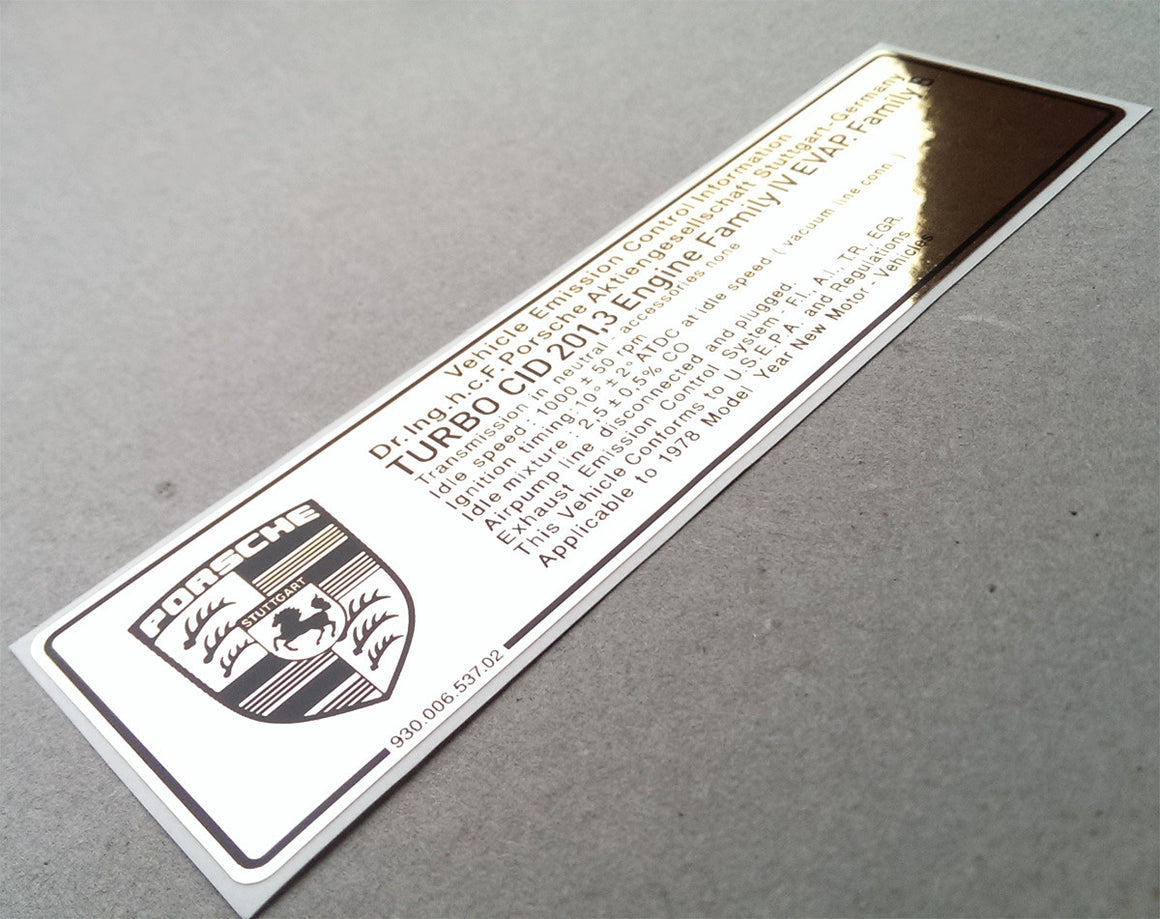 Vehicle Emission Control Information
Dr.Ing.h.c.F.Porsche Aktiengesellschaft Stuttgart-Germany
TURBO CID 201,3 Engine Family IV EVAP. Family B
Transmission in neutral - accessories none
Idle speed : 1000 ± 50 rpm
Ignition timing: 10° ± 2° ATDC at idle speed ( vacuum line conn. )
Idle mixture : 2,5 ± 0,5% CO
Airpump line disconnected and plugged.
Exhaust Emission Control System - F.I., A.I., T.R., EGR.
This Vehicle Conforms to U.S.E.P.A. and Regulations
Applicable to 1978 Model Year New Motor - Vehicles
PORSCHE
STUTTGART
930.006.537.02